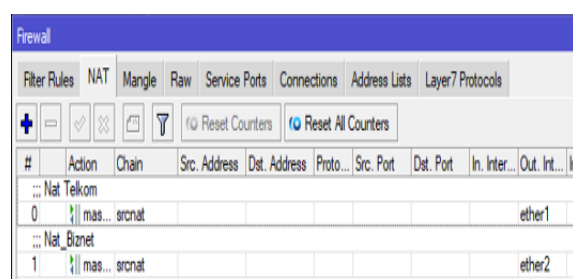 Firewall
Filter Rules NAT Mangle Raw Service Ports Connections Address Lists Layer7 Protocols
Reset Counters Reset All Counters
# Action Chain Src. Address Dst. Address Proto... Src. Port Dst. Port In. Inter... Out. Int...
;;; Nat Telkom
0 mas... srcnat ether1
;;; Nat_Biznet
1 mas... srcnat ether2